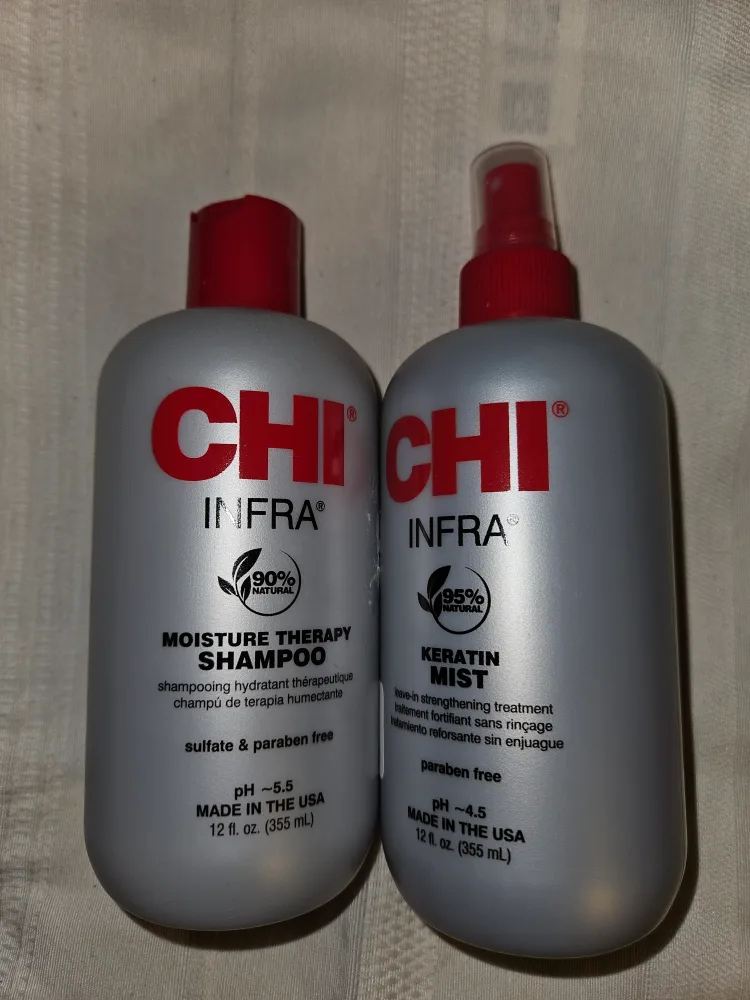 CHI®
INFRA®
90%
NATURAL
MOISTURE THERAPY
SHAMPOO
shampooing hydratant thérapeutique
champú de terapia humectante
sulfate & paraben free
pH ~5.5
MADE IN THE USA
12 fl. oz. (355 mL)
CHI®
INFRA®
95%
NATURAL
KERATIN
MIST
leave-in strengthening treatment
traitement fortifiant sans rinçage
tratamiento reforsante sin enjuague
paraben free
pH ~4.5
MADE IN THE USA
12 fl. oz. (355 mL)